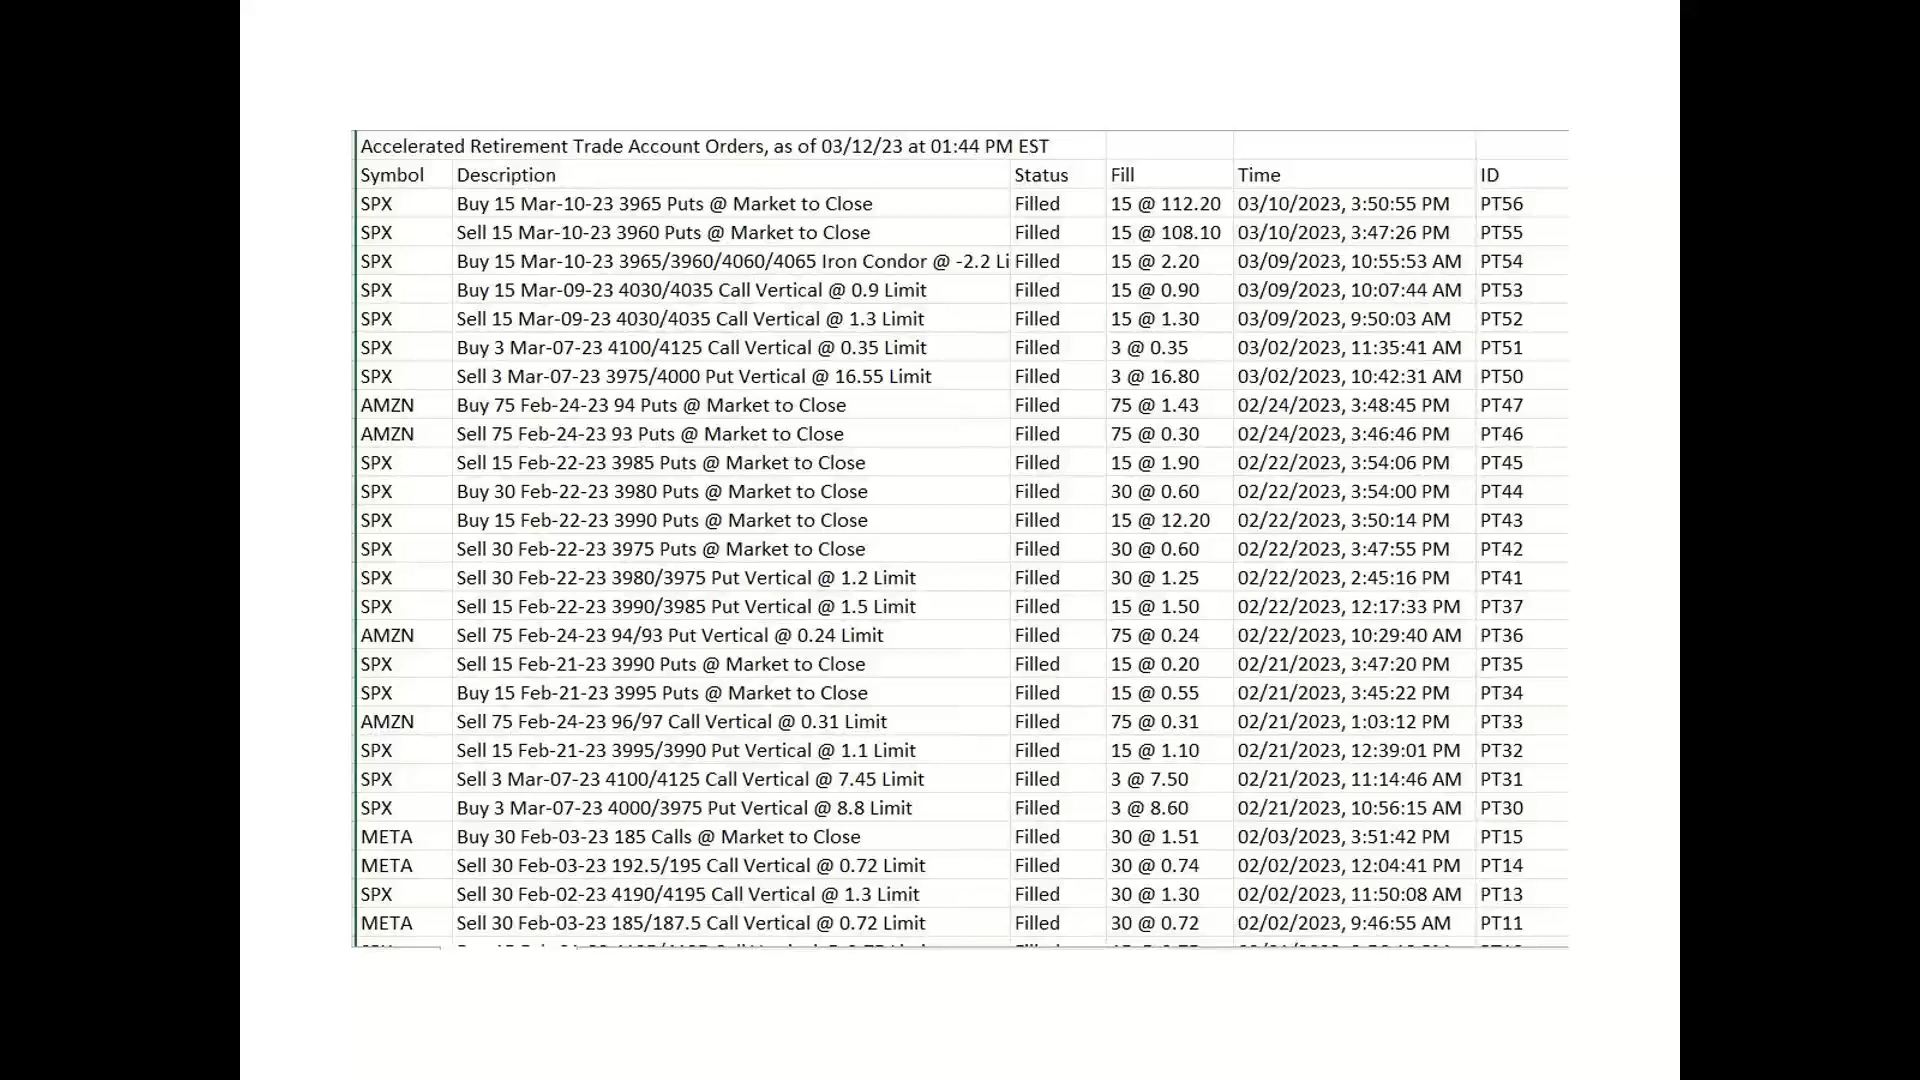 Accelerated Retirement Trade Account Orders, as of 03/12/23 at 01:44 PM EST
Symbol Description Status Fill Time ID
SPX Buy 15 Mar-10-23 3965 Puts @ Market to Close Filled 15 @ 112.20 03/10/2023, 3:50:55 PM PT56
SPX Sell 15 Mar-10-23 3960 Puts @ Market to Close Filled 15 @ 108.10 03/10/2023, 3:47:26 PM PT55
SPX Buy 15 Mar-10-23 3965/3960/4060/4065 Iron Condor @ -2.2 Li Filled 15 @ 2.20 03/09/2023, 10:55:53 AM PT54
SPX Buy 15 Mar-09-23 4030/4035 Call Vertical @ 0.9 Limit Filled 15 @ 0.90 03/09/2023, 10:07:44 AM PT53
SPX Sell 15 Mar-09-23 4030/4035 Call Vertical @ 1.3 Limit Filled 15 @ 1.30 03/09/2023, 9:50:03 AM PT52
SPX Buy 3 Mar-07-23 4100/4125 Call Vertical @ 0.35 Limit Filled 3 @ 0.35 03/02/2023, 11:35:41 AM PT51
SPX Sell 3 Mar-07-23 3975/4000 Put Vertical @ 16.55 Limit Filled 3 @ 16.80 03/02/2023, 10:42:31 AM PT50
AMZN Buy 75 Feb-24-23 94 Puts @ Market to Close Filled 75 @ 1.43 02/24/2023, 3:48:45 PM PT47
AMZN Sell 75 Feb-24-23 93 Puts @ Market to Close Filled 75 @ 0.30 02/24/2023, 3:46:46 PM PT46
SPX Sell 15 Feb-22-23 3985 Puts @ Market to Close Filled 15 @ 1.90 02/22/2023, 3:54:06 PM PT45
SPX Buy 30 Feb-22-23 3980 Puts @ Market to Close Filled 30 @ 0.60 02/22/2023, 3:54:00 PM PT44
SPX Buy 15 Feb-22-23 3990 Puts @ Market to Close Filled 15 @ 12.20 02/22/2023, 3:50:14 PM PT43
SPX Sell 30 Feb-22-23 3975 Puts @ Market to Close Filled 30 @ 0.60 02/22/2023, 3:47:55 PM PT42
SPX Sell 30 Feb-22-23 3980/3975 Put Vertical @ 1.2 Limit Filled 30 @ 1.25 02/22/2023, 2:45:16 PM PT41
SPX Sell 15 Feb-22-23 3990/3985 Put Vertical @ 1.5 Limit Filled 15 @ 1.50 02/22/2023, 12:17:33 PM PT37
AMZN Sell 75 Feb-24-23 94/93 Put Vertical @ 0.24 Limit Filled 75 @ 0.24 02/22/2023, 10:29:40 AM PT36
SPX Sell 15 Feb-21-23 3990 Puts @ Market to Close Filled 15 @ 0.20 02/21/2023, 3:47:20 PM PT35
SPX Buy 15 Feb-21-23 3995 Puts @ Market to Close Filled 15 @ 0.55 02/21/2023, 3:45:22 PM PT34
AMZN Sell 75 Feb-24-23 96/97 Call Vertical @ 0.31 Limit Filled 75 @ 0.31 02/21/2023, 1:03:12 PM PT33
SPX Sell 15 Feb-21-23 3995/3990 Put Vertical @ 1.1 Limit Filled 15 @ 1.10 02/21/2023, 12:39:01 PM PT32
SPX Sell 3 Mar-07-23 4100/4125 Call Vertical @ 7.45 Limit Filled 3 @ 7.50 02/21/2023, 11:14:46 AM PT31
SPX Buy 3 Mar-07-23 4000/3975 Put Vertical @ 8.8 Limit Filled 3 @ 8.60 02/21/2023, 10:56:15 AM PT30
META Buy 30 Feb-03-23 185 Calls @ Market to Close Filled 30 @ 1.51 02/03/2023, 3:51:42 PM PT15
META Sell 30 Feb-03-23 192.5/195 Call Vertical @ 0.72 Limit Filled 30 @ 0.74 02/02/2023, 12:04:41 PM PT14
SPX Sell 30 Feb-02-23 4190/4195 Call Vertical @ 1.3 Limit Filled 30 @ 1.30 02/02/2023, 11:50:08 AM PT13
META Sell 30 Feb-03-23 185/187.5 Call Vertical @ 0.72 Limit Filled 30 @ 0.72 02/02/2023, 9:46:55 AM PT11